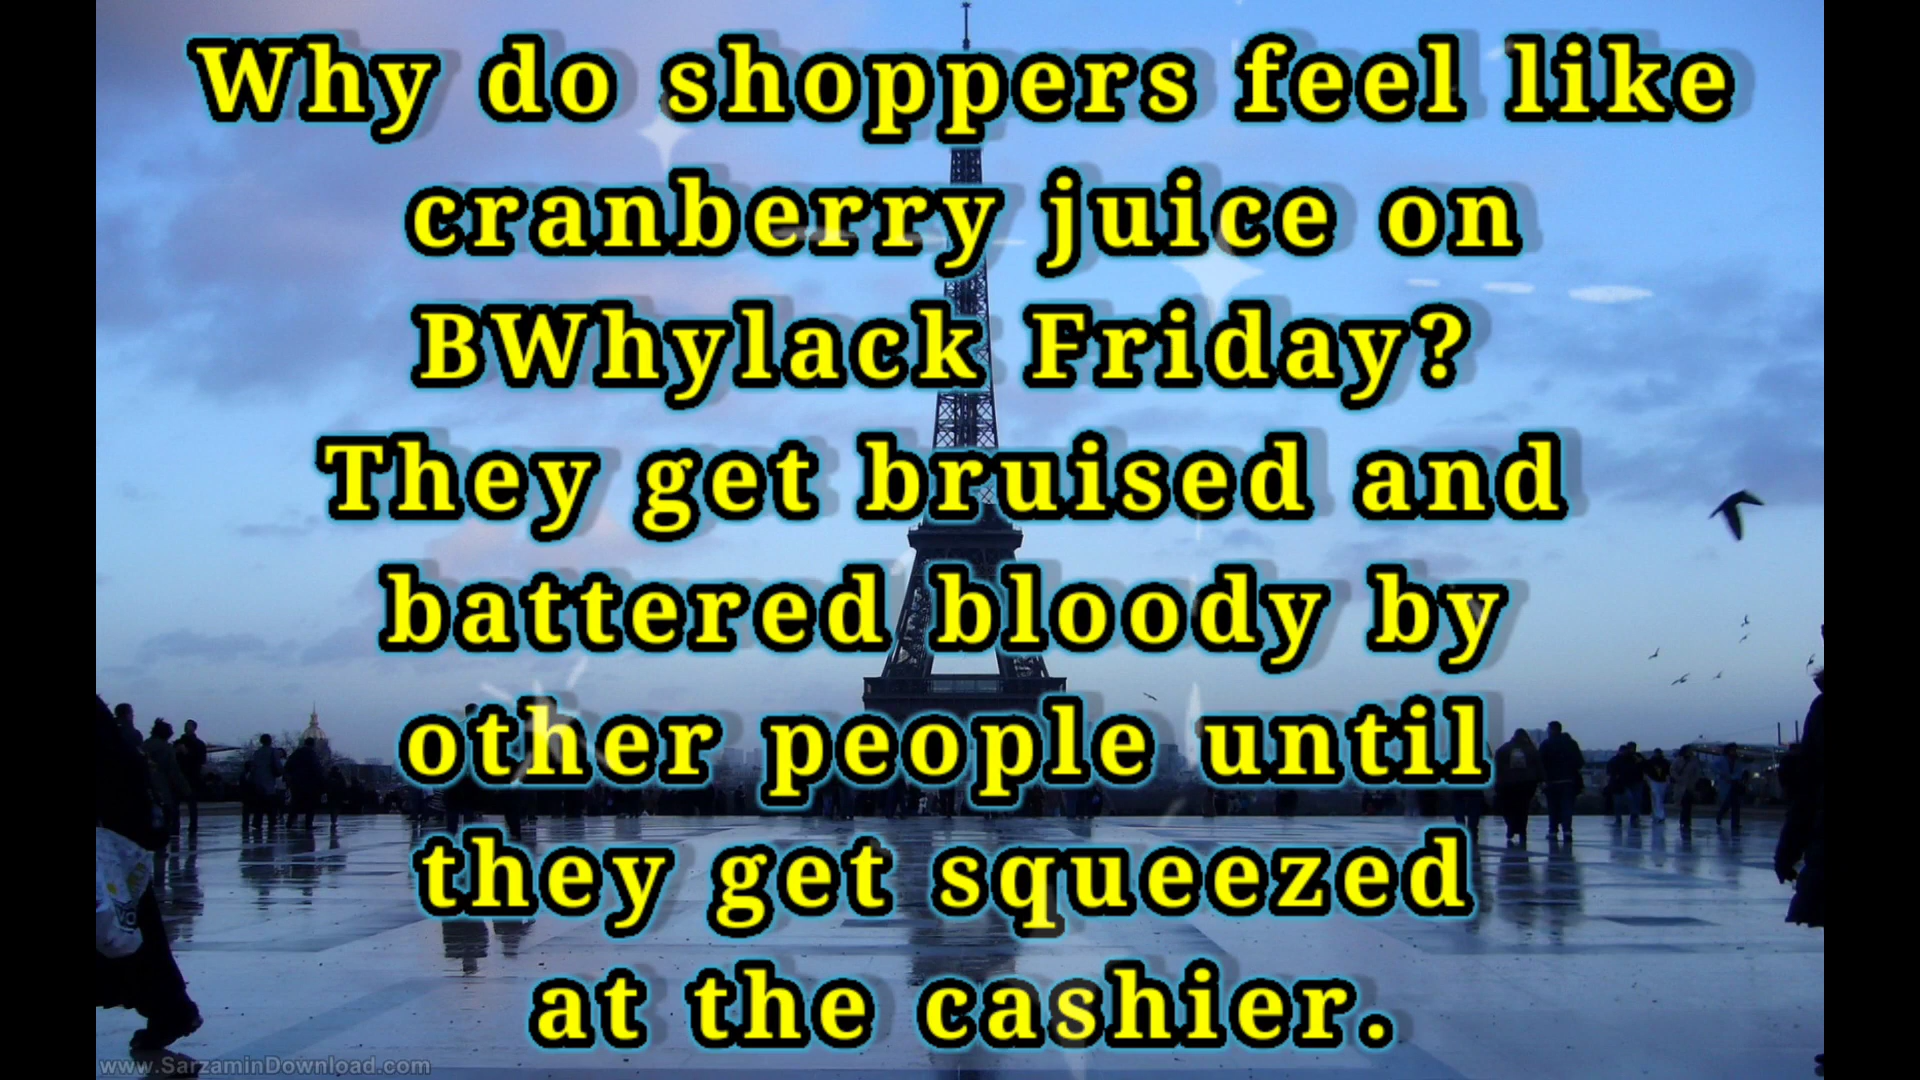 Why do shoppers feel like
cranberry juice on
BWhylack Friday?
They get bruised and
battered bloody by
other people until
they get squeezed
at the cashier.
www.SarzaminDownload.com